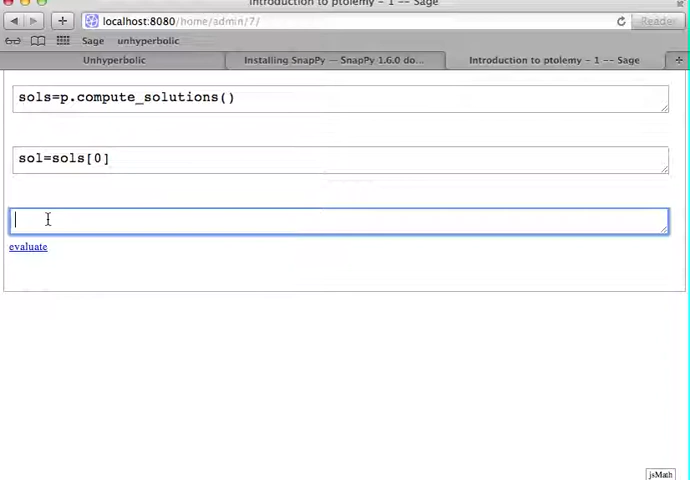 Introduction to ptolemy - 1 -- Sage
localhost:8080/home/admin/7/
Reader
Sage unhyperbolic
Unhyperbolic
Installing SnapPy — SnapPy 1.6.0 do...
Introduction to ptolemy - 1 -- Sage
sols=p.compute_solutions()
sol=sols[0]
evaluate
jsMath